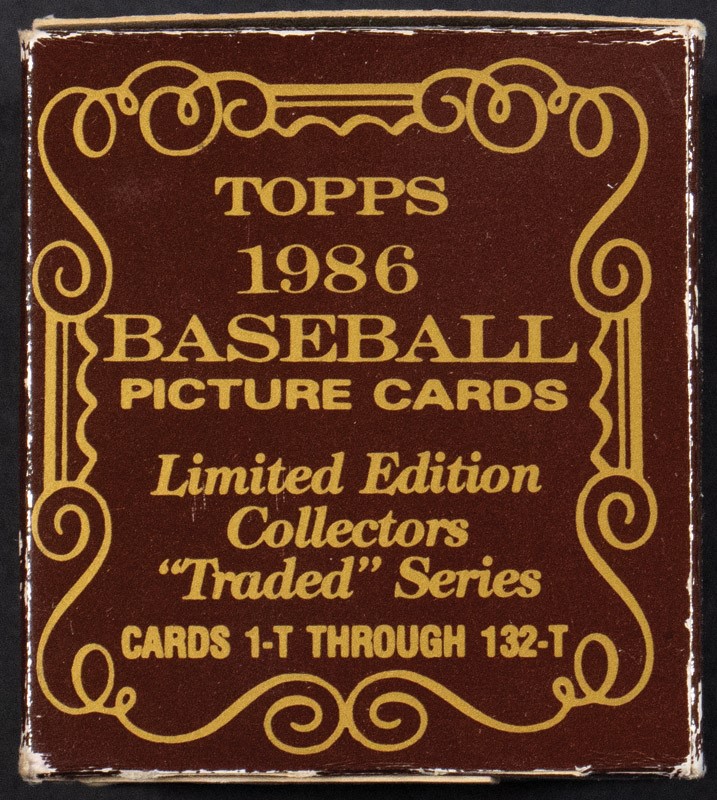 TOPPS
1986
BASEBALL
PICTURE CARDS
Limited Edition
Collectors
“Traded” Series
CARDS 1-T THROUGH 132-T